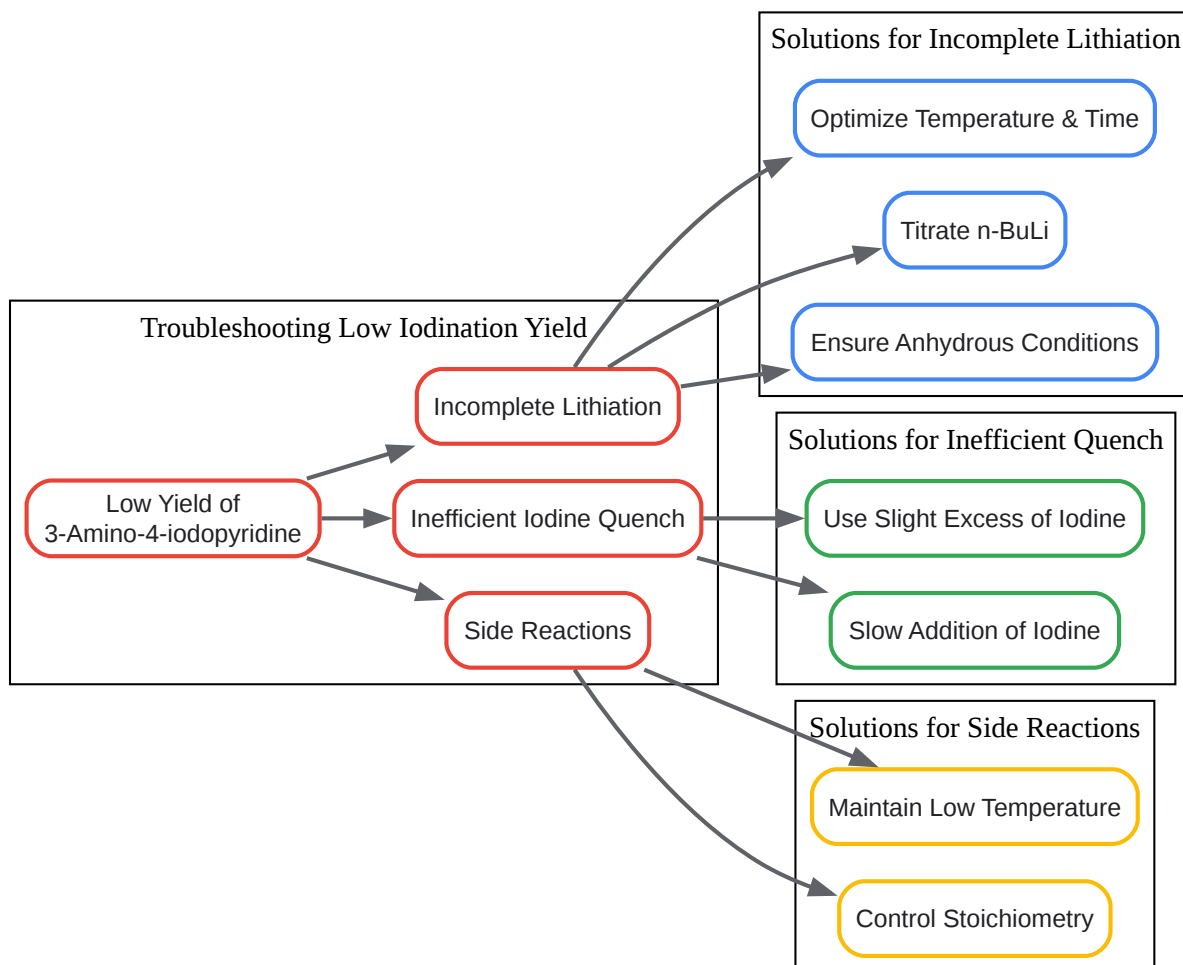 Troubleshooting Low Iodination Yield
Low Yield of
3-Amino-4-iodopyridine
Incomplete Lithiation
Inefficient Iodine Quench
Side Reactions
Solutions for Incomplete Lithiation
Optimize Temperature & Time
Titrate n-BuLi
Ensure Anhydrous Conditions
Solutions for Inefficient Quench
Use Slight Excess of Iodine
Slow Addition of Iodine
Solutions for Side Reactions
Maintain Low Temperature
Control Stoichiometry